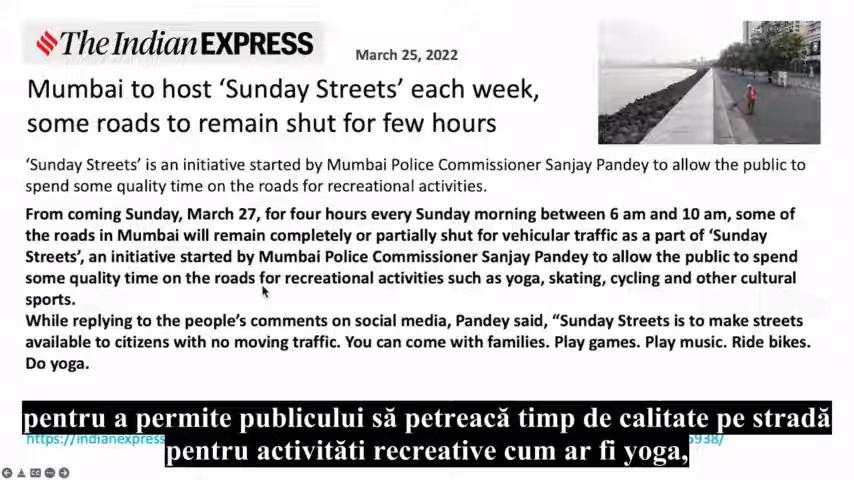 The Indian EXPRESS
March 25, 2022
Mumbai to host ‘Sunday Streets’ each week,
some roads to remain shut for few hours
‘Sunday Streets’ is an initiative started by Mumbai Police Commissioner Sanjay Pandey to allow the public to
spend some quality time on the roads for recreational activities.
From coming Sunday, March 27, for four hours every Sunday morning between 6 am and 10 am, some of
the roads in Mumbai will remain completely or partially shut for vehicular traffic as a part of ‘Sunday
Streets’, an initiative started by Mumbai Police Commissioner Sanjay Pandey to allow the public to spend
some quality time on the roads for recreational activities such as yoga, skating, cycling and other cultural
sports.
While replying to the people’s comments on social media, Pandey said, “Sunday Streets is to make streets
available to citizens with no moving traffic. You can come with families. Play games. Play music. Ride bikes.
Do yoga.
pentru a permite publicului să petreacă timp de calitate pe stradă
https://indianexpress 5938/
pentru activități recreative cum ar fi yoga,